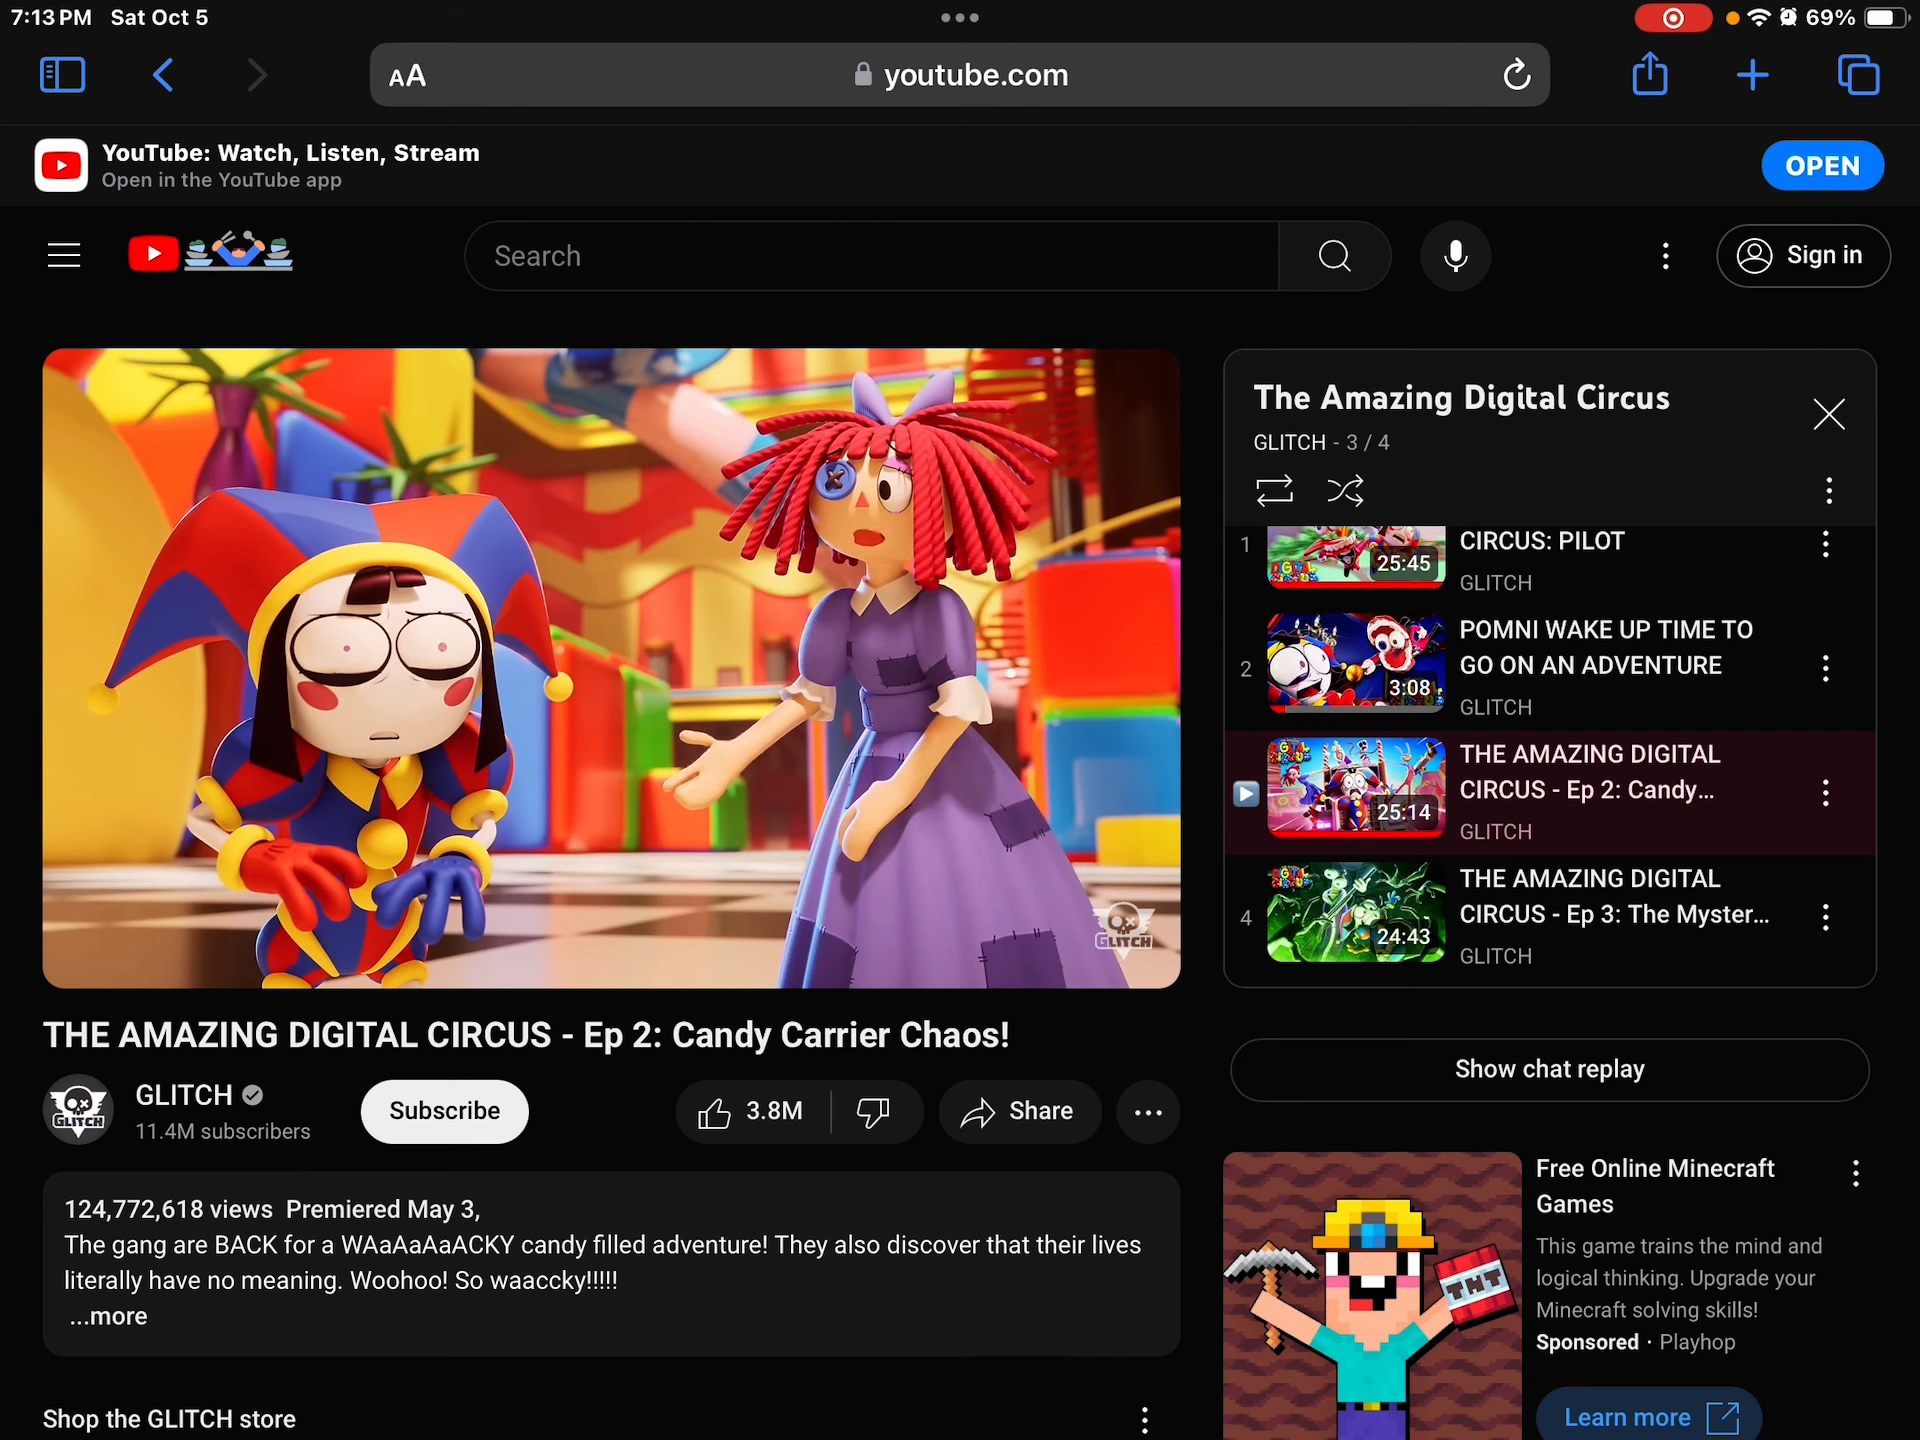 7:13 PM Sat Oct 5
69%
AA
youtube.com
YouTube: Watch, Listen, Stream
Open in the YouTube app
OPEN
Search
Sign in
GLITCH
The Amazing Digital Circus
GLITCH - 3 / 4
1
25:45
CIRCUS: PILOT
GLITCH
2
3:08
POMNI WAKE UP TIME TO
GO ON AN ADVENTURE
GLITCH
25:14
THE AMAZING DIGITAL
CIRCUS - Ep 2: Candy...
GLITCH
4
24:43
THE AMAZING DIGITAL
CIRCUS - Ep 3: The Myster...
GLITCH
THE AMAZING DIGITAL CIRCUS - Ep 2: Candy Carrier Chaos!
GLITCH
GLITCH
11.4M subscribers
Subscribe
3.8M
Share
124,772,618 views Premiered May 3,
The gang are BACK for a WAaAaAaACKY candy filled adventure! They also discover that their lives
literally have no meaning. Woohoo! So waaccky!!!!!
...more
Shop the GLITCH store
Show chat replay
TNT
Free Online Minecraft
Games
This game trains the mind and
logical thinking. Upgrade your
Minecraft solving skills!
Sponsored · Playhop
Learn more